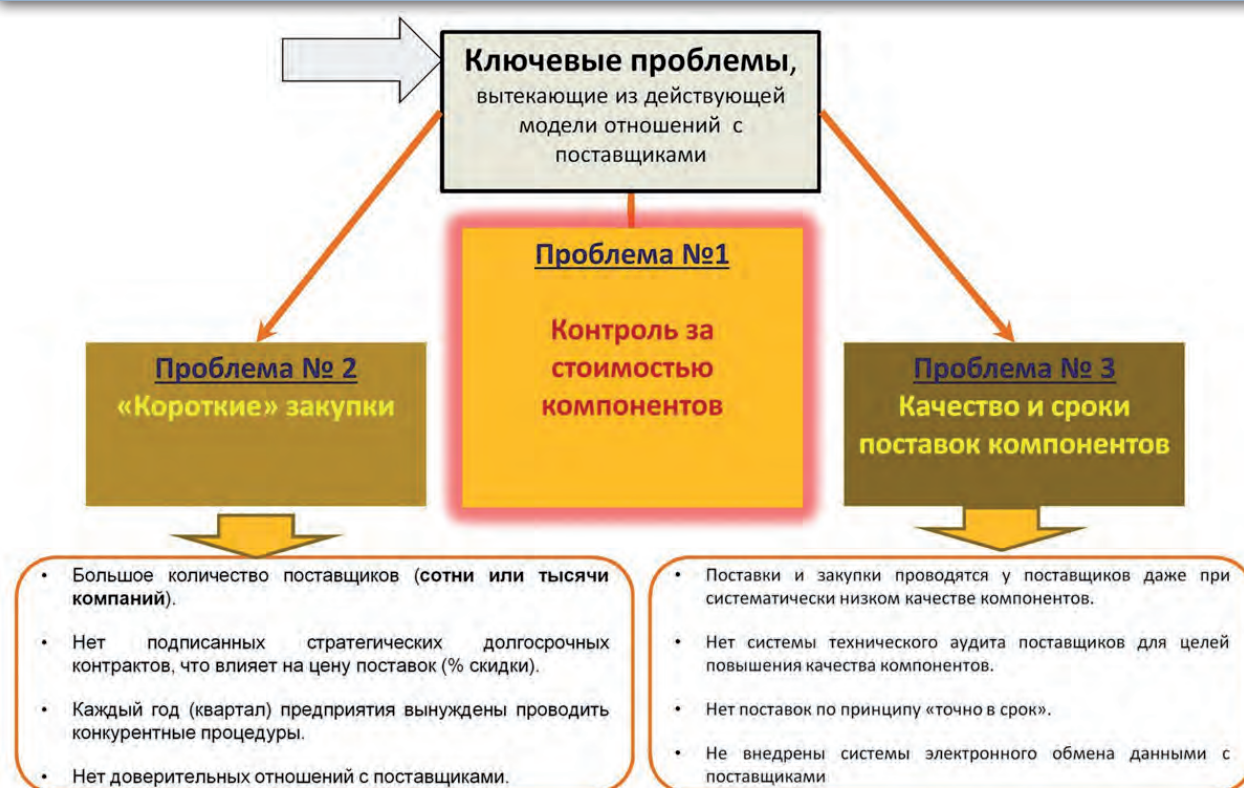 Ключевые проблемы,
вытекающие из действующей
модели отношений с
поставщиками
Проблема №1
Контроль за
стоимостью
компонентов
Проблема № 2
«Короткие» закупки
Проблема № 3
Качество и сроки
поставок компонентов
• Большое количество поставщиков (сотни или тысячи
компаний).
• Нет подписанных стратегических долгосрочных
контрактов, что влияет на цену поставок (% скидки).
• Каждый год (квартал) предприятия вынуждены проводить
конкурентные процедуры.
• Нет доверительных отношений с поставщиками.
• Поставки и закупки проводятся у поставщиков даже при
систематически низком качестве компонентов.
• Нет системы технического аудита поставщиков для целей
повышения качества компонентов.
• Нет поставок по принципу «точно в срок».
• Не внедрены системы электронного обмена данными с
поставщиками